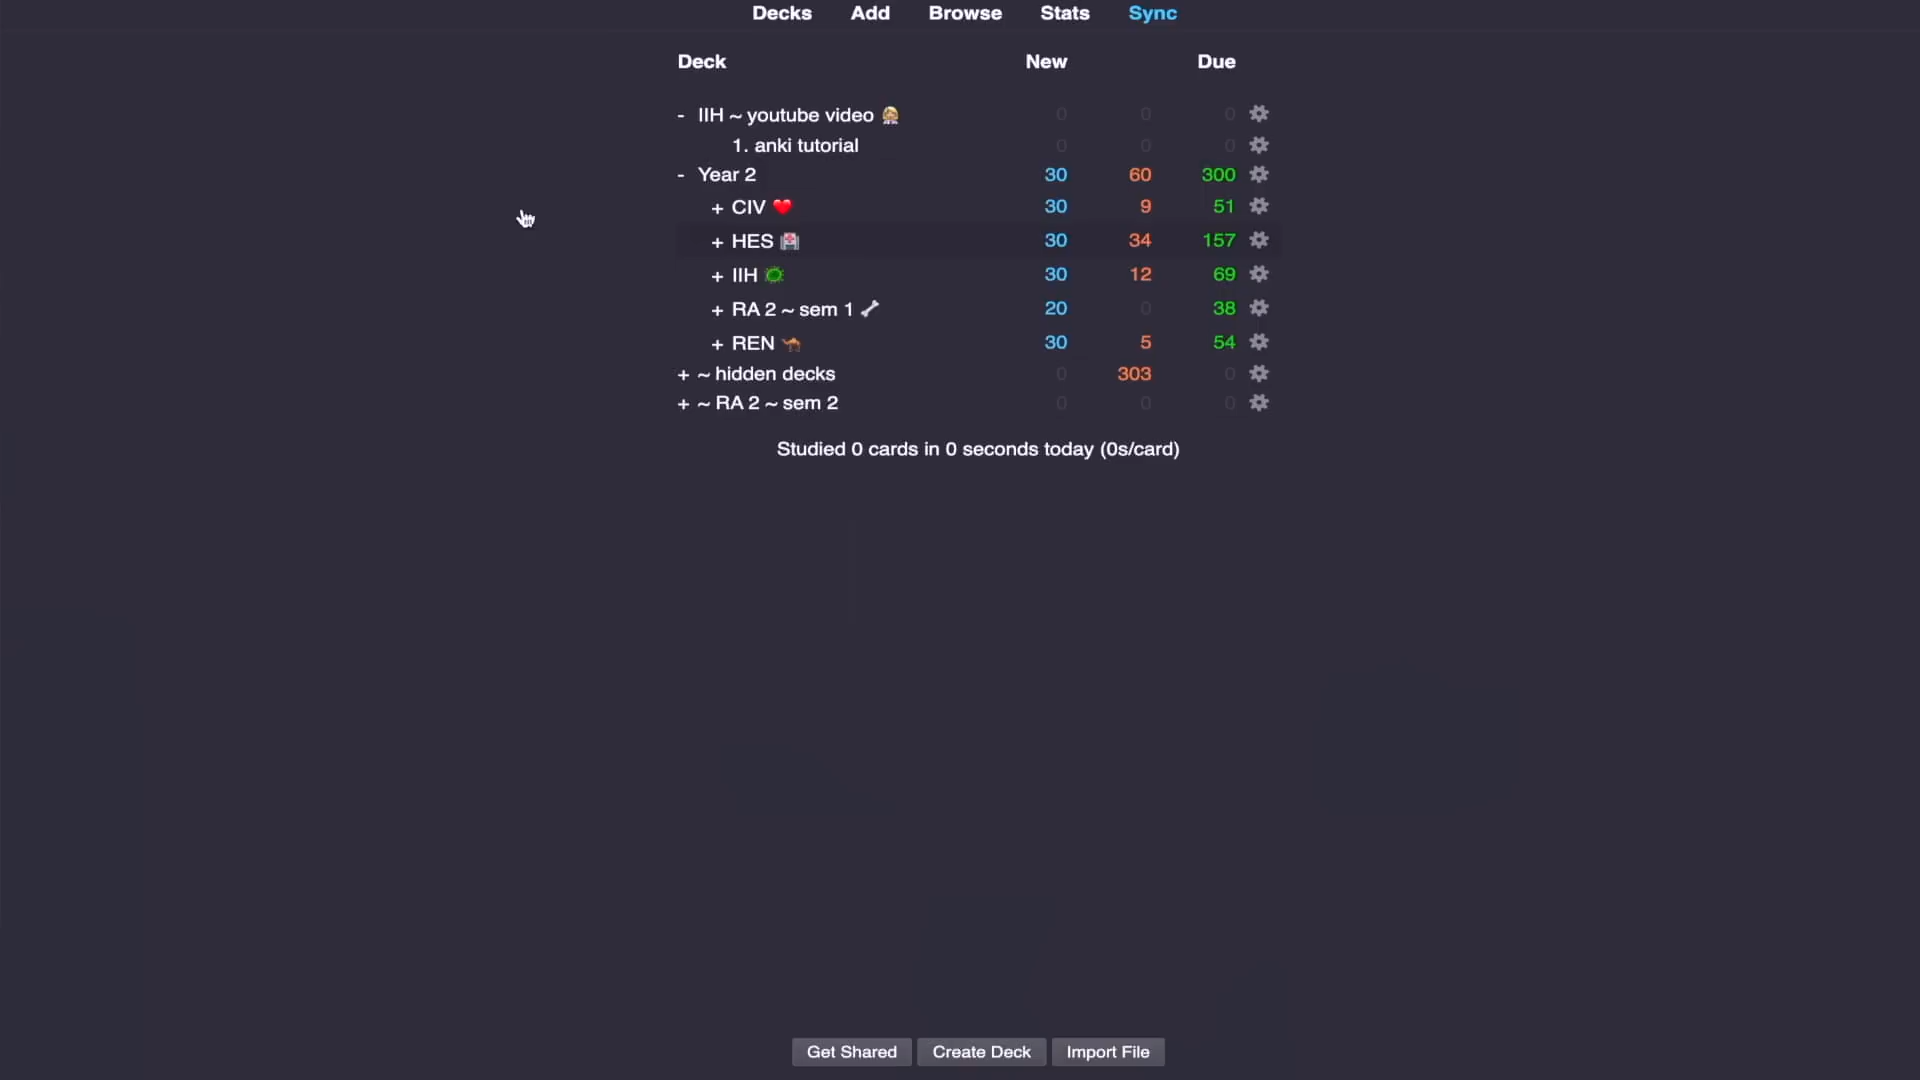 Decks Add Browse Stats Sync
Deck New Due
- IIH ~ youtube video 0 0 0
1. anki tutorial 0 0 0
- Year 2 30 60 300
+ CIV ❤️ 30 9 51
+ HES 🏥 30 34 157
+ IIH 🦠 30 12 69
+ RA 2 ~ sem 1 🦴 20 0 38
+ REN 🐪 30 5 54
+ ~ hidden decks 0 303 0
+ ~ RA 2 ~ sem 2 0 0 0
Studied 0 cards in 0 seconds today (0s/card)
Get Shared Create Deck Import File